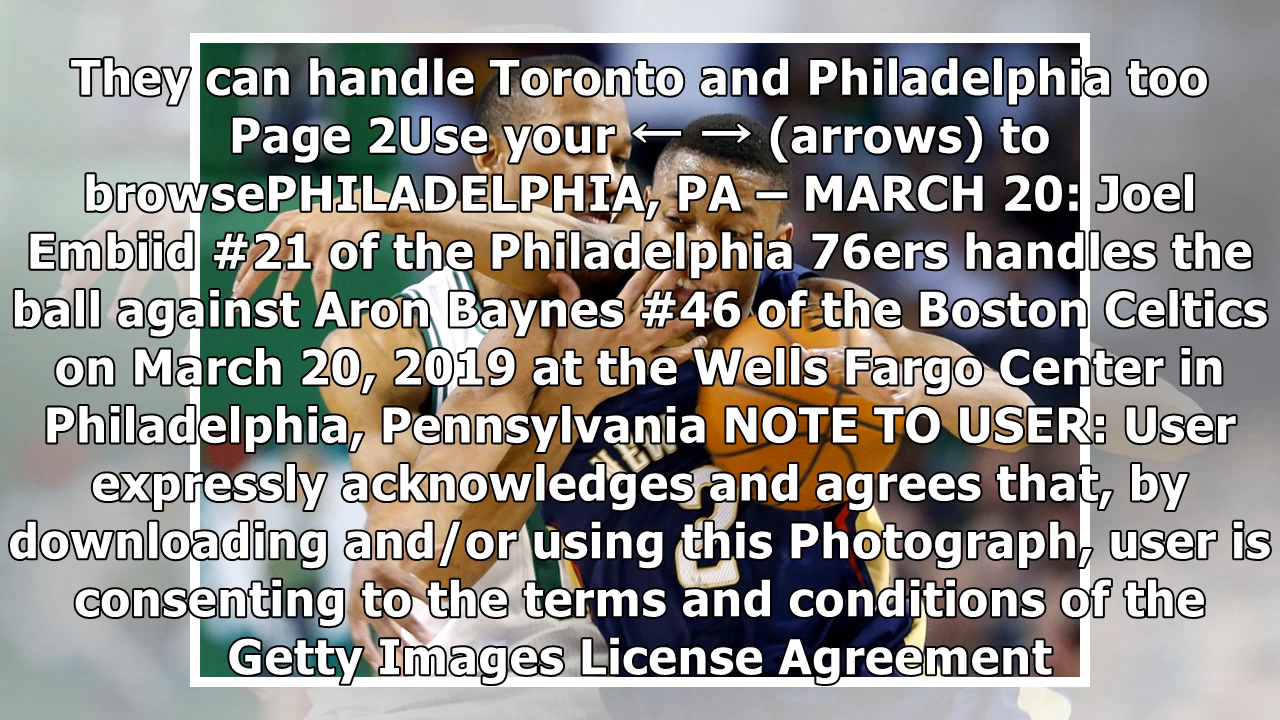 They can handle Toronto and Philadelphia too
Page 2Use your ← → (arrows) to
browsePHILADELPHIA, PA – MARCH 20: Joel
Embiid #21 of the Philadelphia 76ers handles the
ball against Aron Baynes #46 of the Boston Celtics
on March 20, 2019 at the Wells Fargo Center in
Philadelphia, Pennsylvania NOTE TO USER: User
expressly acknowledges and agrees that, by
downloading and/or using this Photograph, user is
consenting to the terms and conditions of the
Getty Images License Agreement
NEW
2